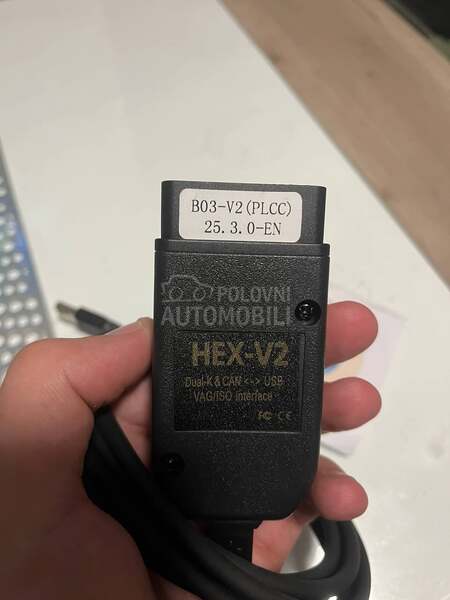 B03-V2(PLCC)
25.3.0-EN
POLOVNI
AUTOMOBILI
HEX-V2
Dual-K & CAN <-> USB
VAG/ISO interface
FC CE